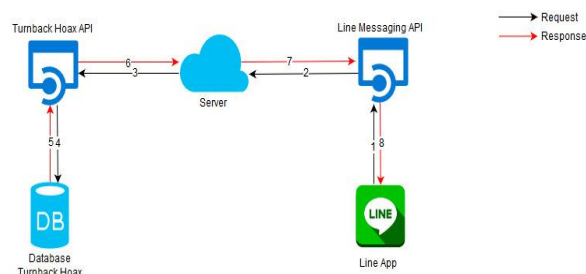 Turnback Hoax API
Line Messaging API
Request
Response
6
3
7
2
Server
5
4
1
8
DB
LINE
Database
Turnback Hoax
Line App